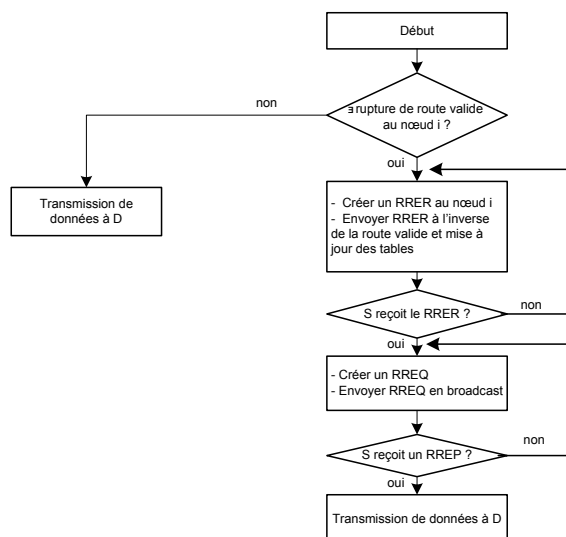 Début
∃ rupture de route valide
au nœud i ?
non
oui
Transmission de
données à D
- Créer un RRER au nœud i
- Envoyer RRER à l'inverse
de la route valide et mise à
jour des tables
S reçoit le RRER ?
non
oui
- Créer un RREQ
- Envoyer RREQ en broadcast
S reçoit un RREP ?
non
oui
Transmission de données à D